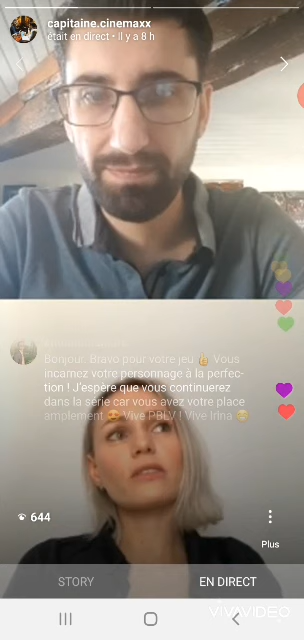 capitaine.cinemaxx
était en direct • Il y a 8 h
Bonjour. Bravo pour votre jeu 👍 Vous
incarnez votre personnage à la perfec-
tion ! J'espère que vous continuerez
dans la série car vous avez votre place
amplement 😍 Vive PBLV ! Vive Irina 😁
644
Plus
STORY
EN DIRECT
VIVAVIDEO